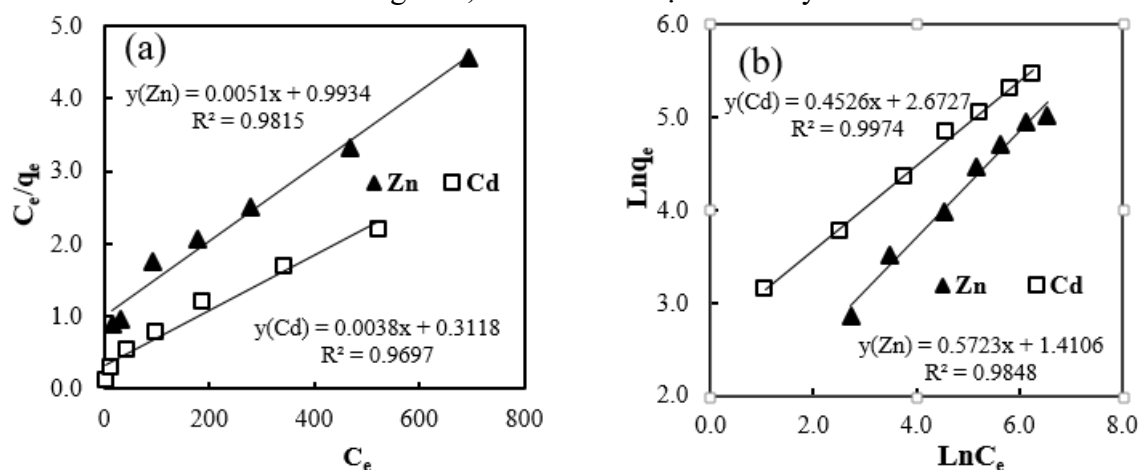 (a)
5.0
4.0
3.0
2.0
1.0
0.0
y(Zn) = 0.0051x + 0.9934
R² = 0.9815
Zn Cd
y(Cd) = 0.0038x + 0.3118
R² = 0.9697
0 200 400 600 800
Cₑ/qₑ
Cₑ
(b)
6.0
5.0
4.0
3.0
2.0
y(Cd) = 0.4526x + 2.6727
R² = 0.9974
Zn Cd
y(Zn) = 0.5723x + 1.4106
R² = 0.9848
0.0 2.0 4.0 6.0 8.0
Lnqₑ
LnCₑ